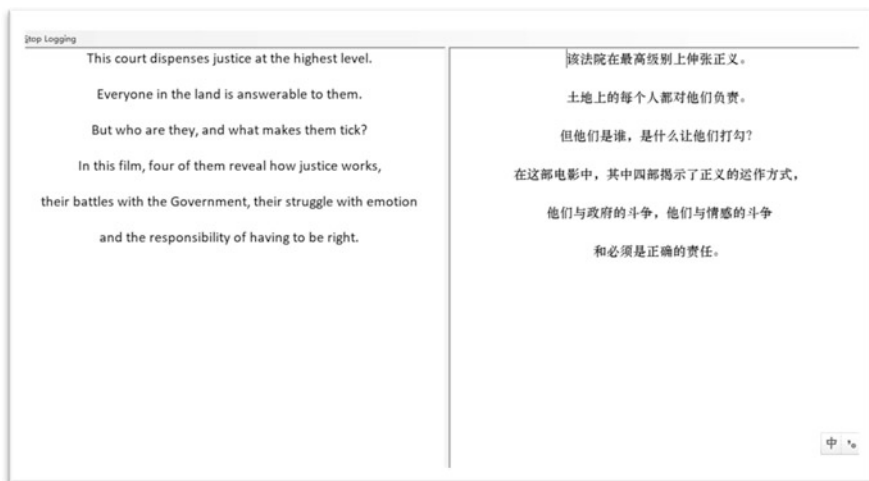 Stop Logging
This court dispenses justice at the highest level.
Everyone in the land is answerable to them.
But who are they, and what makes them tick?
In this film, four of them reveal how justice works,
their battles with the Government, their struggle with emotion
and the responsibility of having to be right.
该法院在最高级别上伸张正义。
土地上的每个人都对他们负责。
但他们是谁，是什么让他们打勾？
在这部电影中，其中四部揭示了正义的运作方式，
他们与政府的斗争，他们与情感的斗争
和必须是正确的责任。
中